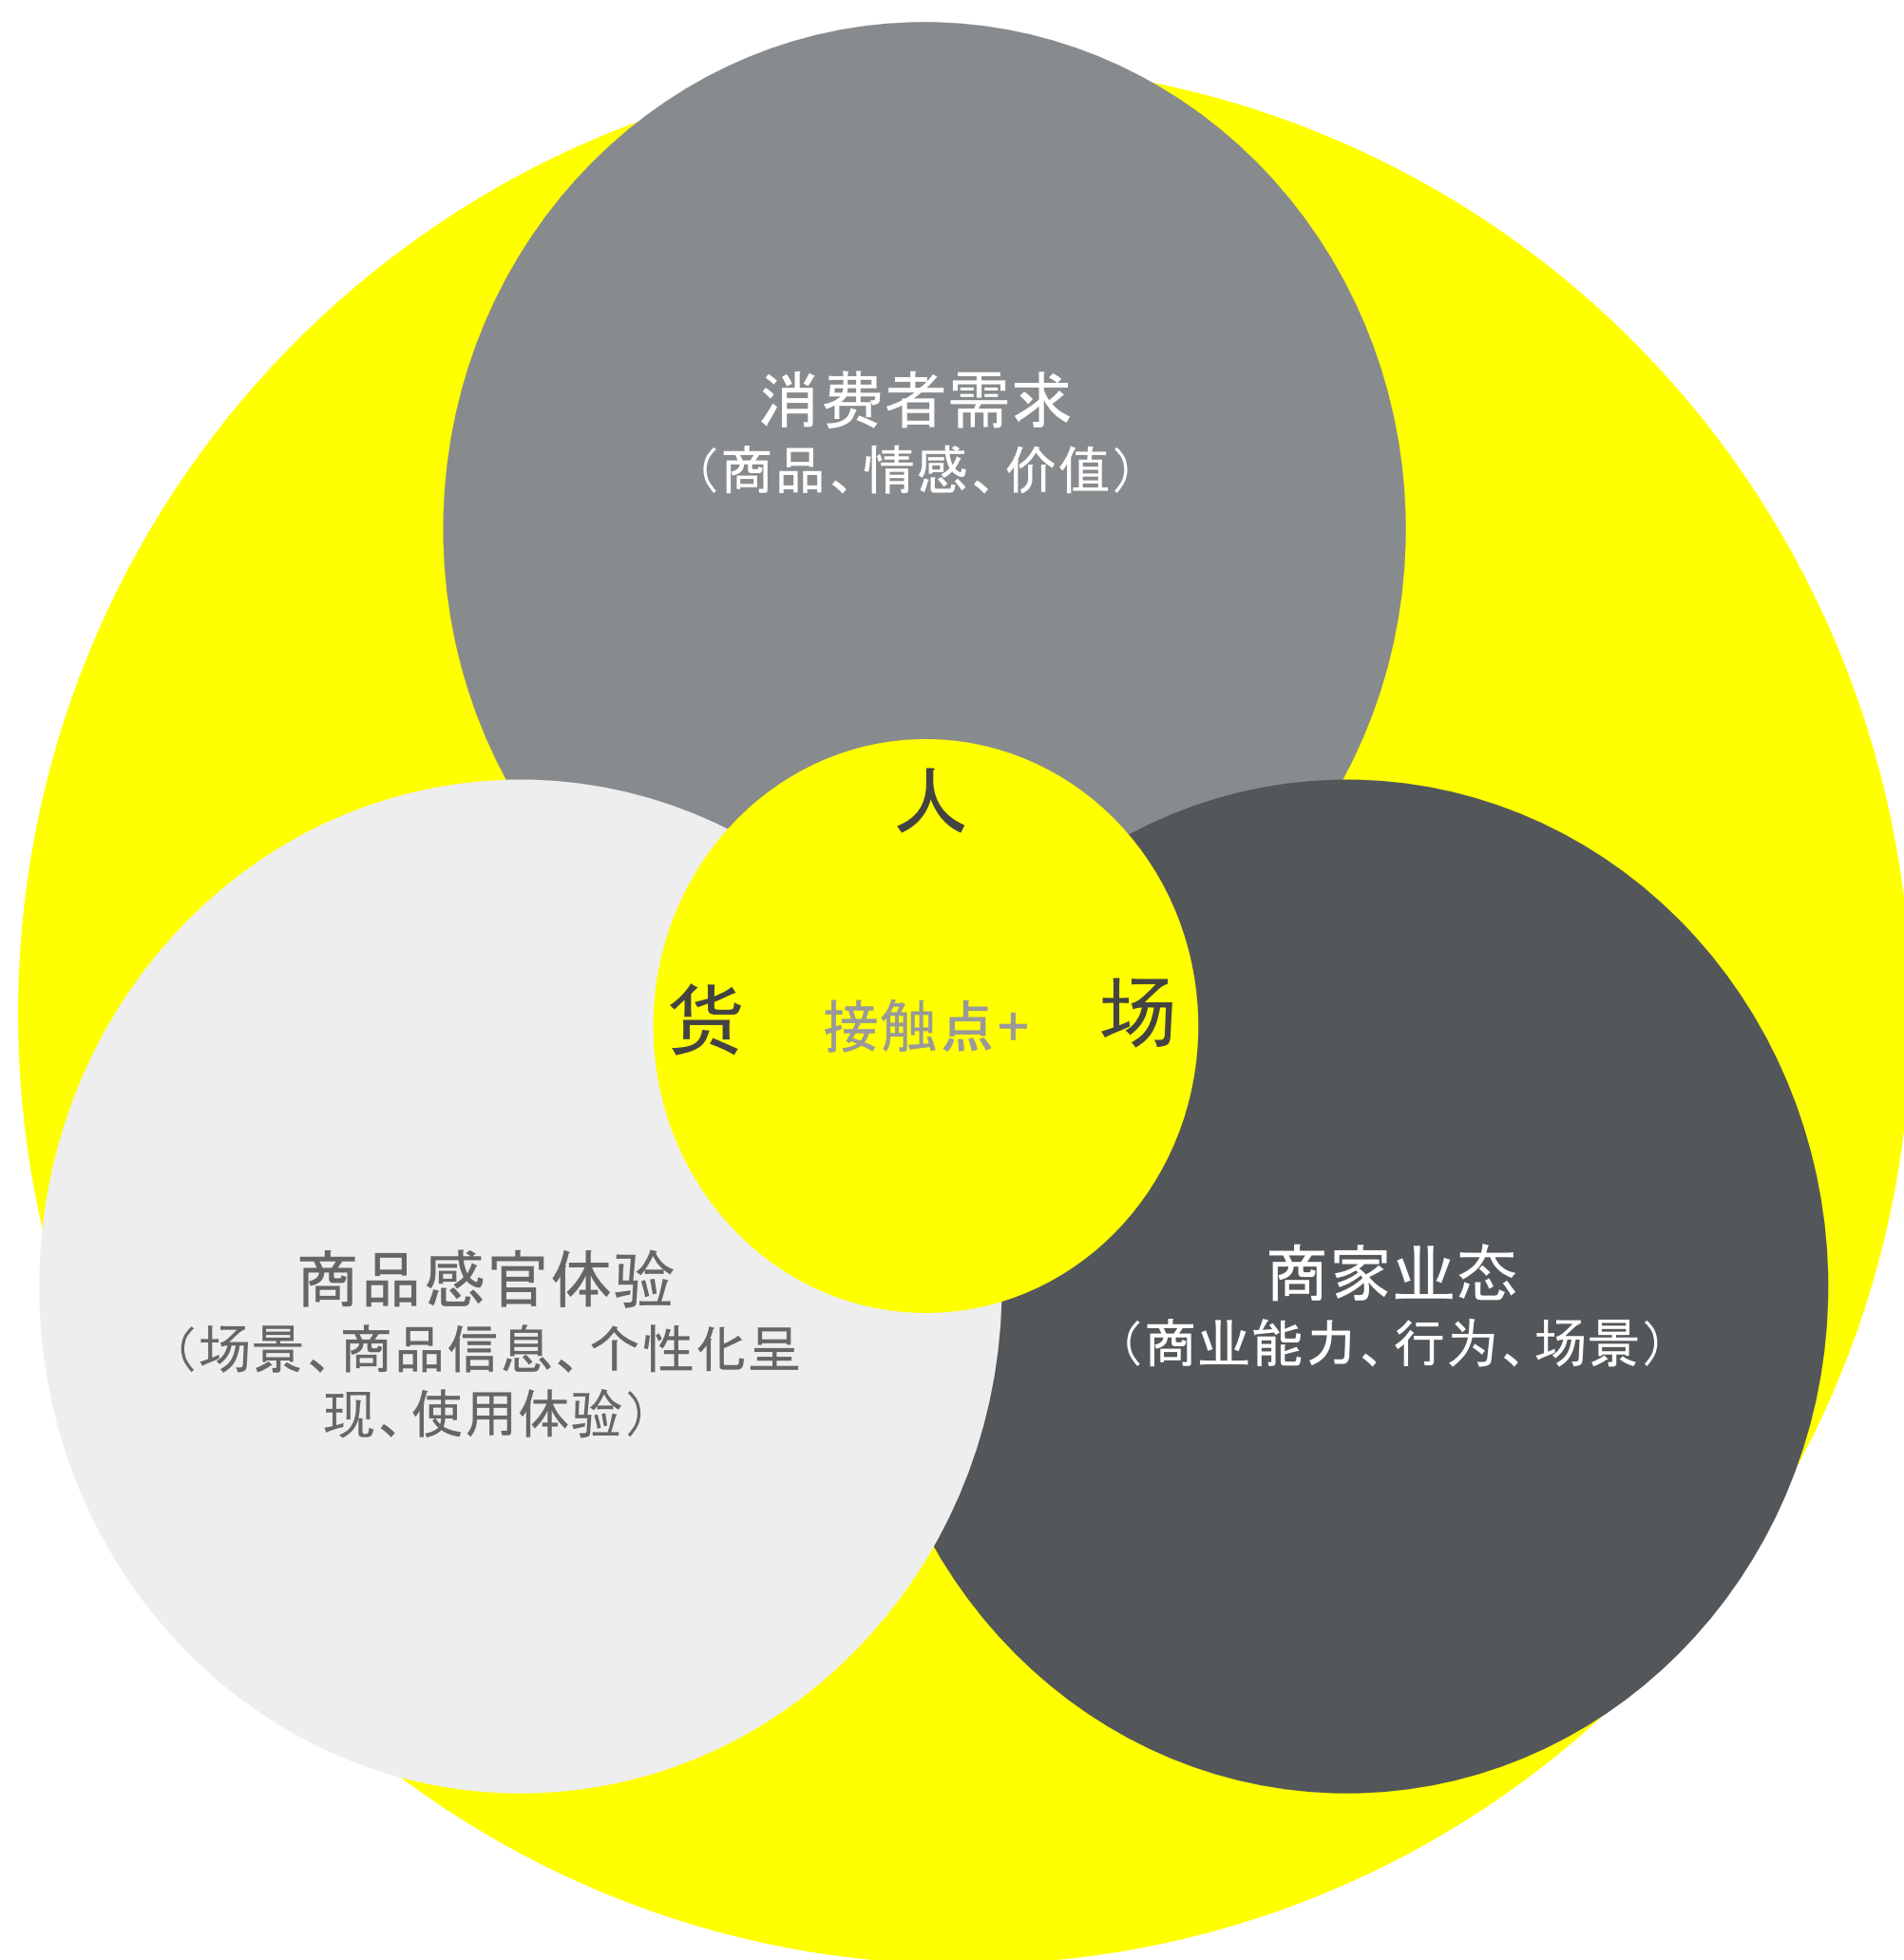 消费者需求
（商品、情感、价值）
人
货
接触点+
场
商品感官体验
（场景、商品信息、个性化呈
现、使用体验）
商家业态
（商业能力、行为、场景）